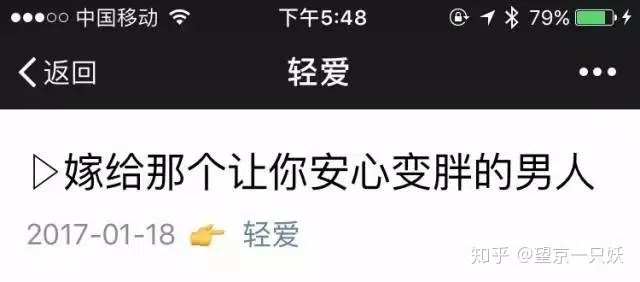 中国移动 下午5:48 79%
返回 轻爱
▷嫁给那个让你安心变胖的男人
2017-01-18 👉 轻爱
知乎 @望京一只妖